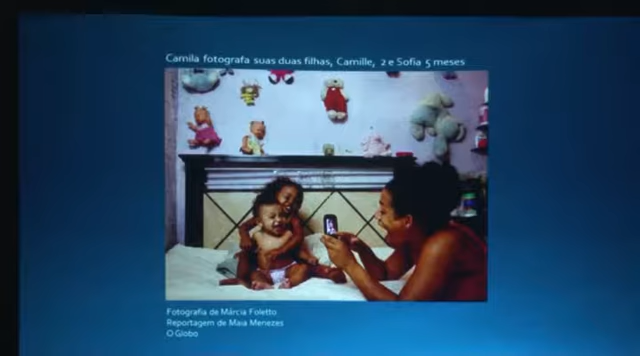 Camila fotografa suas duas filhas, Camille, 2 e Sofia 5 meses
Fotografia de Márcia Foletto
Reportagem de Maia Menezes
O Globo